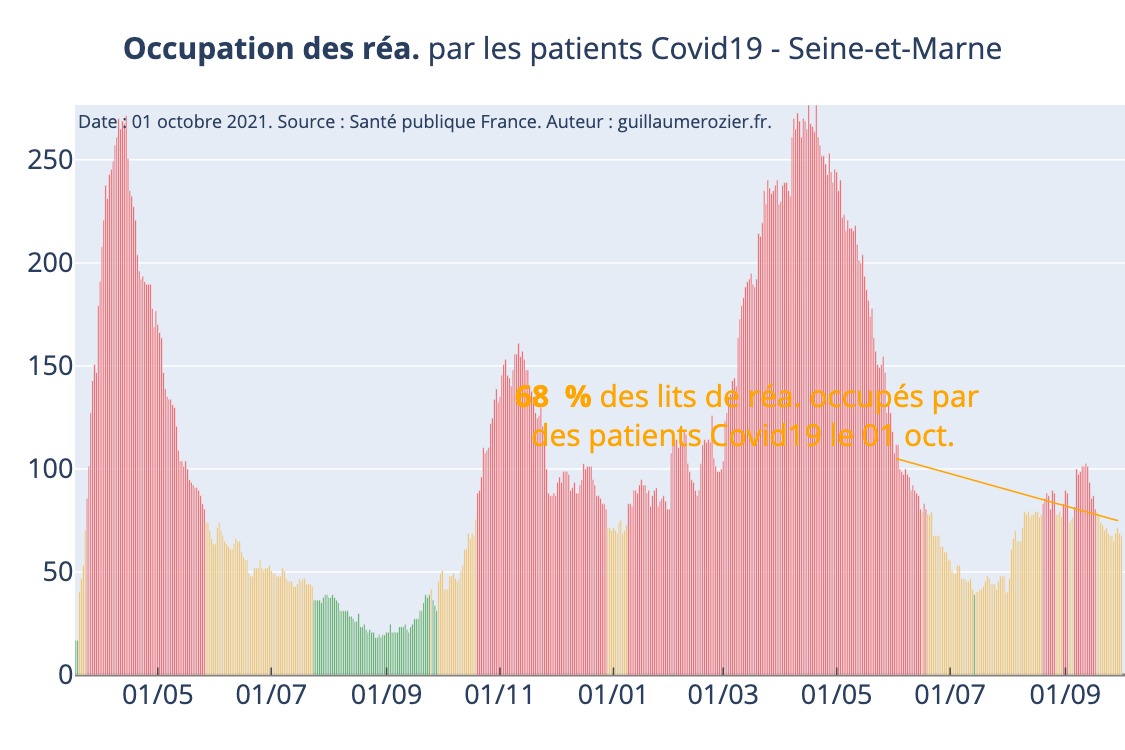 Occupation des réa. par les patients Covid19 - Seine-et-Marne
Date : 01 octobre 2021. Source : Santé publique France. Auteur : guillaumerozier.fr.
250
200
150
68 % des lits de réa. occupés par
des patients Covid19 le 01 oct.
100
50
0
01/05 01/07 01/09 01/11 01/01 01/03 01/05 01/07 01/09